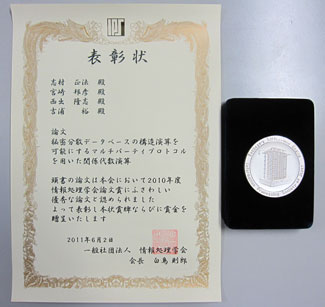 表彰状
志村 正法 殿
宮崎 邦彦 殿
西出 隆志 殿
吉浦 裕 殿
論文
秘密分散データベースの構造演算を
可能にするマルチパーティプロトコル
を用いた関係代数演算
頭書の論文は本会において2010年度
情報処理学会論文賞にふさわしい
優秀な論文と認められました
よって表彰し本状賞牌ならびに賞金を
贈呈いたします
2011年6月2日
一般社団法人 情報処理学会
会長 白鳥 則郎